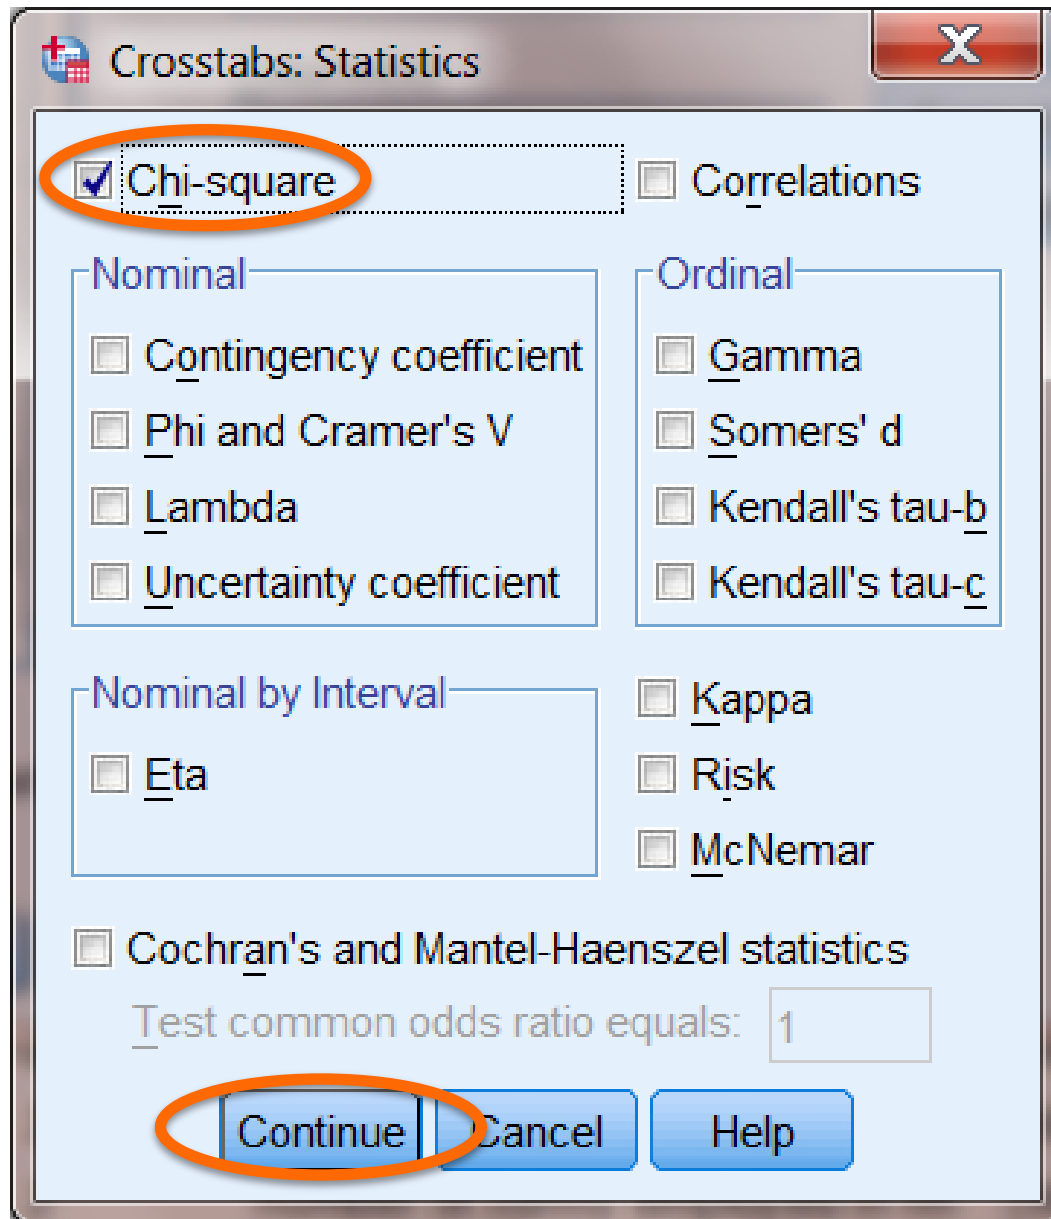 Crosstabs: Statistics
Chi-square
Correlations
Nominal
Contingency coefficient
Phi and Cramer's V
Lambda
Uncertainty coefficient
Ordinal
Gamma
Somers' d
Kendall's tau-b
Kendall's tau-c
Nominal by Interval
Eta
Kappa
Risk
McNemar
Cochran's and Mantel-Haenszel statistics
Test common odds ratio equals: 1
Continue Cancel Help